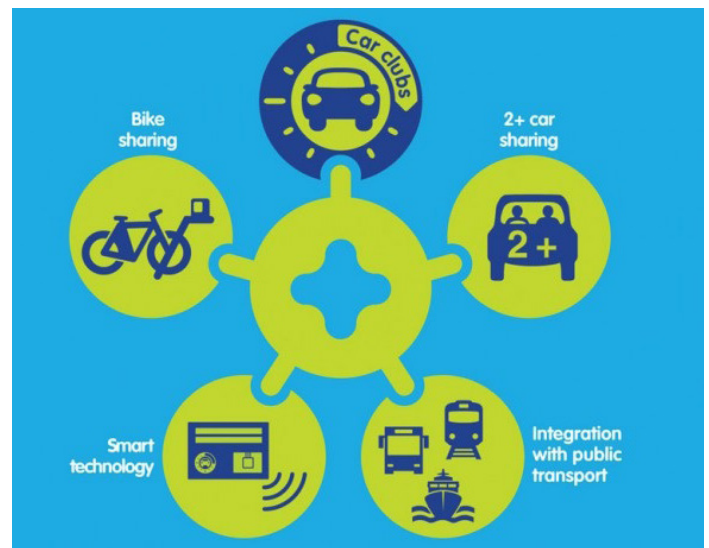 Car clubs
Bike
sharing
2+ car
sharing
2+
Smart
technology
Integration
with public
transport